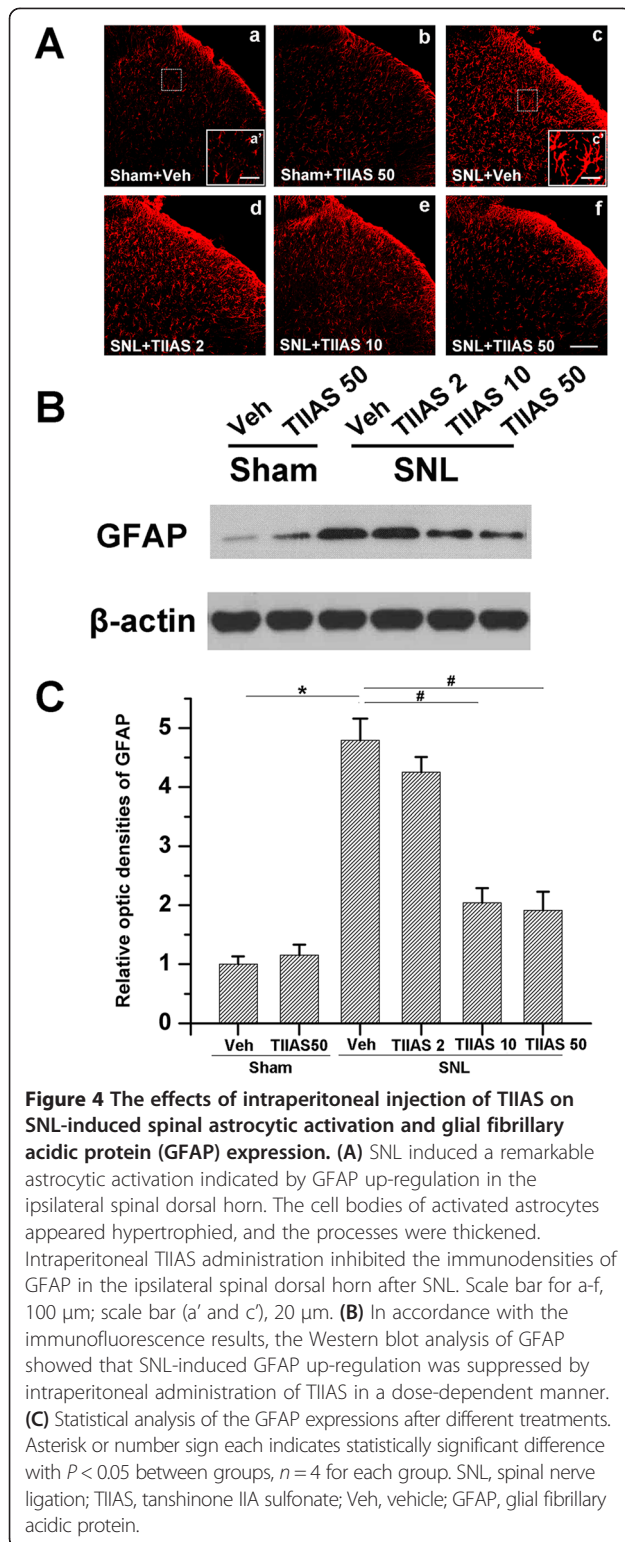 A
a
b
c
a'
c'
Sham+Veh
Sham+TIIAS 50
SNL+Veh
d
e
f
SNL+TIIAS 2
SNL+TIIAS 10
SNL+TIIAS 50
B
Veh
TIIAS 50
Veh
TIIAS 2
TIIAS 10
TIIAS 50
Sham
SNL
GFAP
β-actin
C
Relative optic densities of GFAP
5
4
3
2
1
0
*
#
#
Veh TIIAS50 Veh TIIAS 2 TIIAS 10 TIIAS 50
Sham SNL
Figure 4 The effects of intraperitoneal injection of TIIAS on
SNL-induced spinal astrocytic activation and glial fibrillary
acidic protein (GFAP) expression. (A) SNL induced a remarkable
astrocytic activation indicated by GFAP up-regulation in the
ipsilateral spinal dorsal horn. The cell bodies of activated astrocytes
appeared hypertrophied, and the processes were thickened.
Intraperitoneal TIIAS administration inhibited the immunodensities of
GFAP in the ipsilateral spinal dorsal horn after SNL. Scale bar for a-f,
100 μm; scale bar (a' and c'), 20 μm. (B) In accordance with the
immunofluorescence results, the Western blot analysis of GFAP
showed that SNL-induced GFAP up-regulation was suppressed by
intraperitoneal administration of TIIAS in a dose-dependent manner.
(C) Statistical analysis of the GFAP expressions after different treatments.
Asterisk or number sign each indicates statistically significant difference
with P < 0.05 between groups, n = 4 for each group. SNL, spinal nerve
ligation; TIIAS, tanshinone IIA sulfonate; Veh, vehicle; GFAP, glial fibrillary
acidic protein.